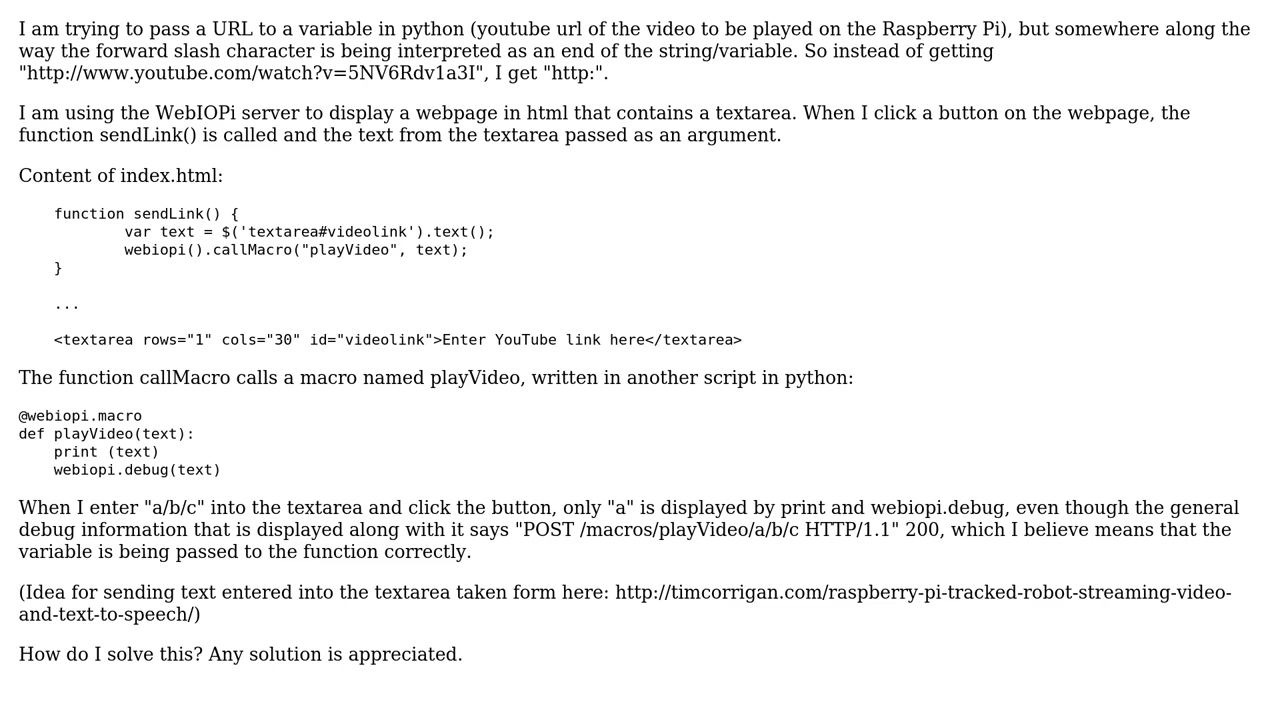 I am trying to pass a URL to a variable in python (youtube url of the video to be played on the Raspberry Pi), but somewhere along the
way the forward slash character is being interpreted as an end of the string/variable. So instead of getting
"http://www.youtube.com/watch?v=5NV6Rdv1a3I", I get "http:".
I am using the WebIOPi server to display a webpage in html that contains a textarea. When I click a button on the webpage, the
function sendLink() is called and the text from the textarea passed as an argument.
Content of index.html:
function sendLink() {
var text = $('textarea#videolink').text();
webiopi().callMacro("playVideo", text);
}
...
<textarea rows="1" cols="30" id="videolink">Enter YouTube link here</textarea>
The function callMacro calls a macro named playVideo, written in another script in python:
@webiopi.macro
def playVideo(text):
print (text)
webiopi.debug(text)
When I enter "a/b/c" into the textarea and click the button, only "a" is displayed by print and webiopi.debug, even though the general
debug information that is displayed along with it says "POST /macros/playVideo/a/b/c HTTP/1.1" 200, which I believe means that the
variable is being passed to the function correctly.
(Idea for sending text entered into the textarea taken form here: http://timcorrigan.com/raspberry-pi-tracked-robot-streaming-video-
and-text-to-speech/)
How do I solve this? Any solution is appreciated.